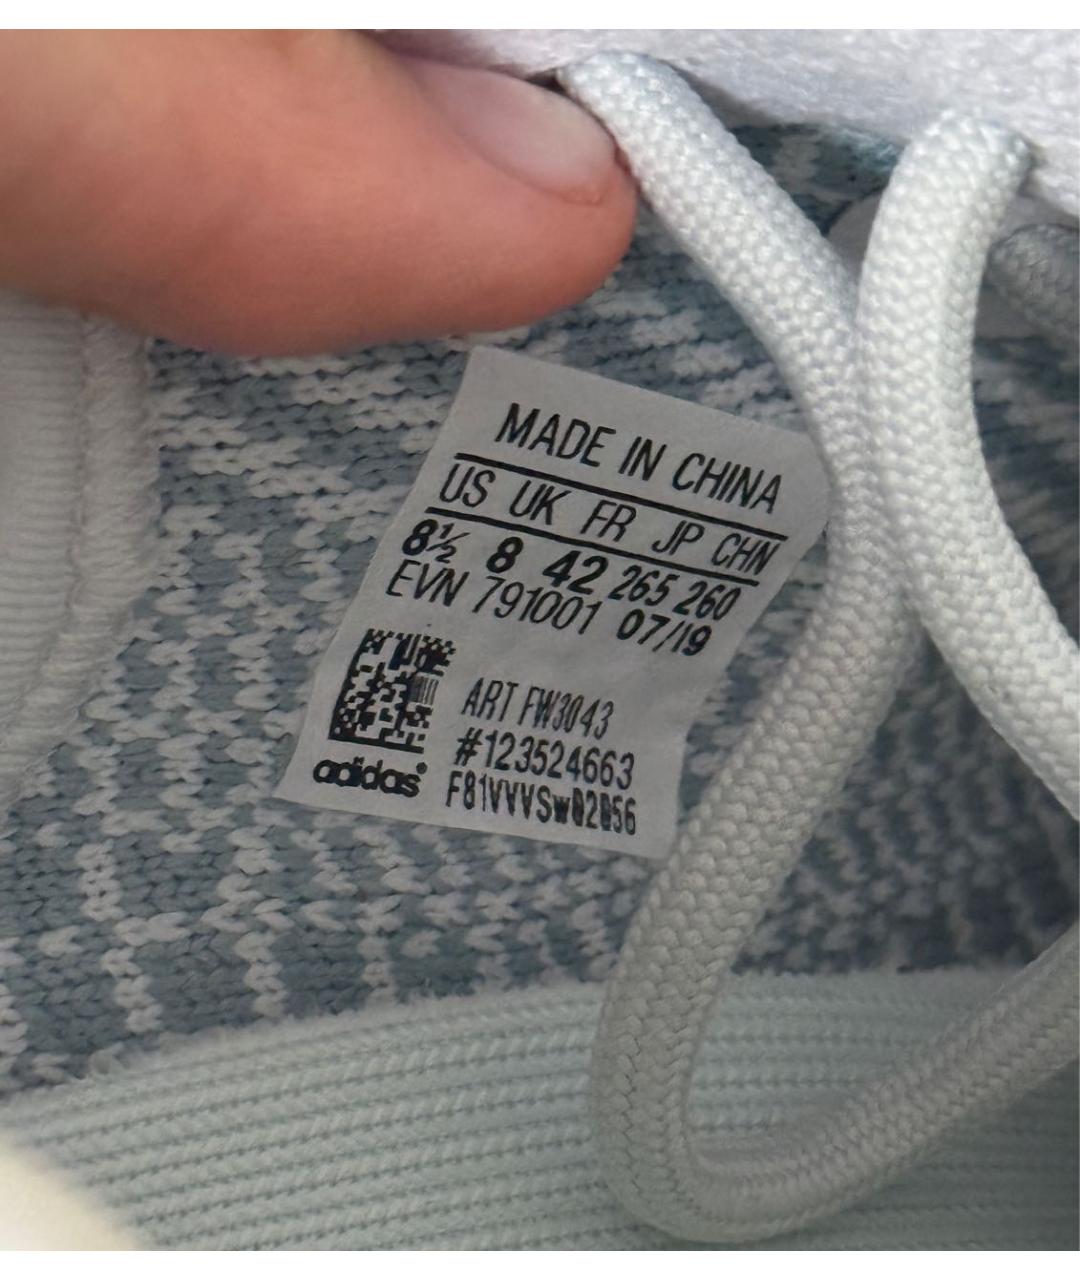 MADE IN CHINA
US UK FR JP CHN
8½ 8 42 265 260
EVN 791001 07/19
ART FW3043
#123524663
adidas®
F81VVVSw02056